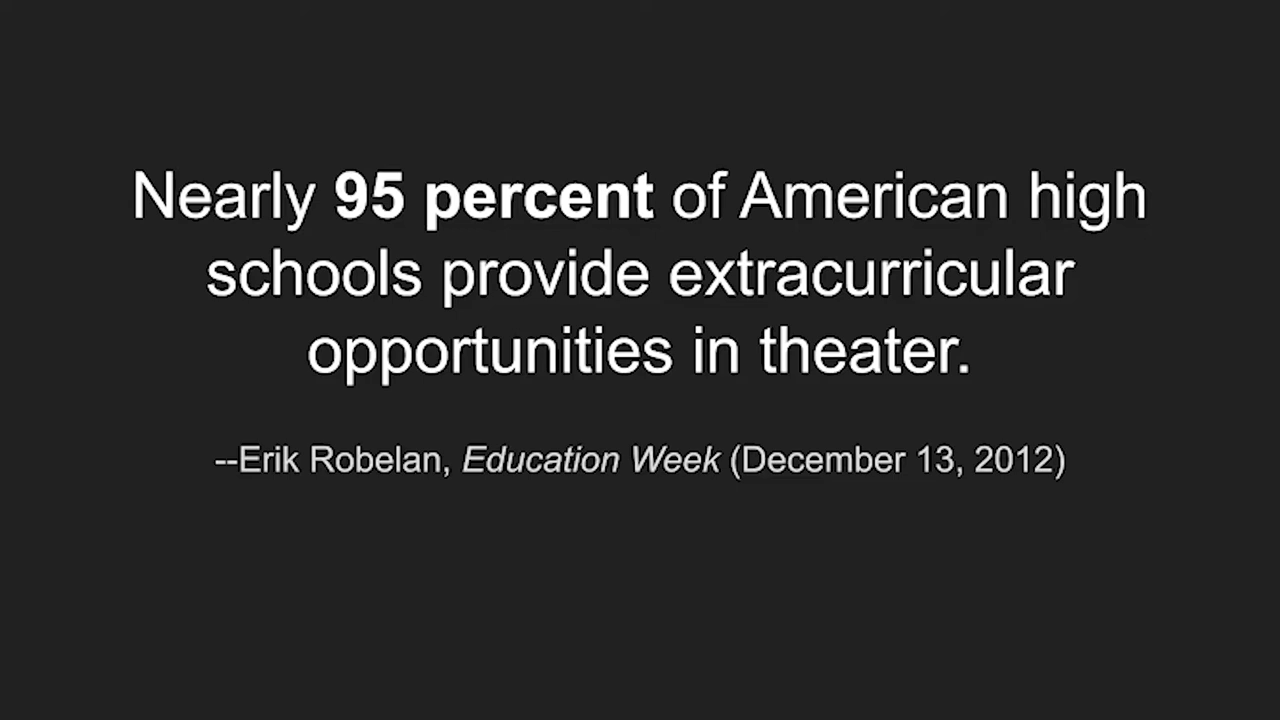 Nearly 95 percent of American high
schools provide extracurricular
opportunities in theater.
--Erik Robelan, Education Week (December 13, 2012)